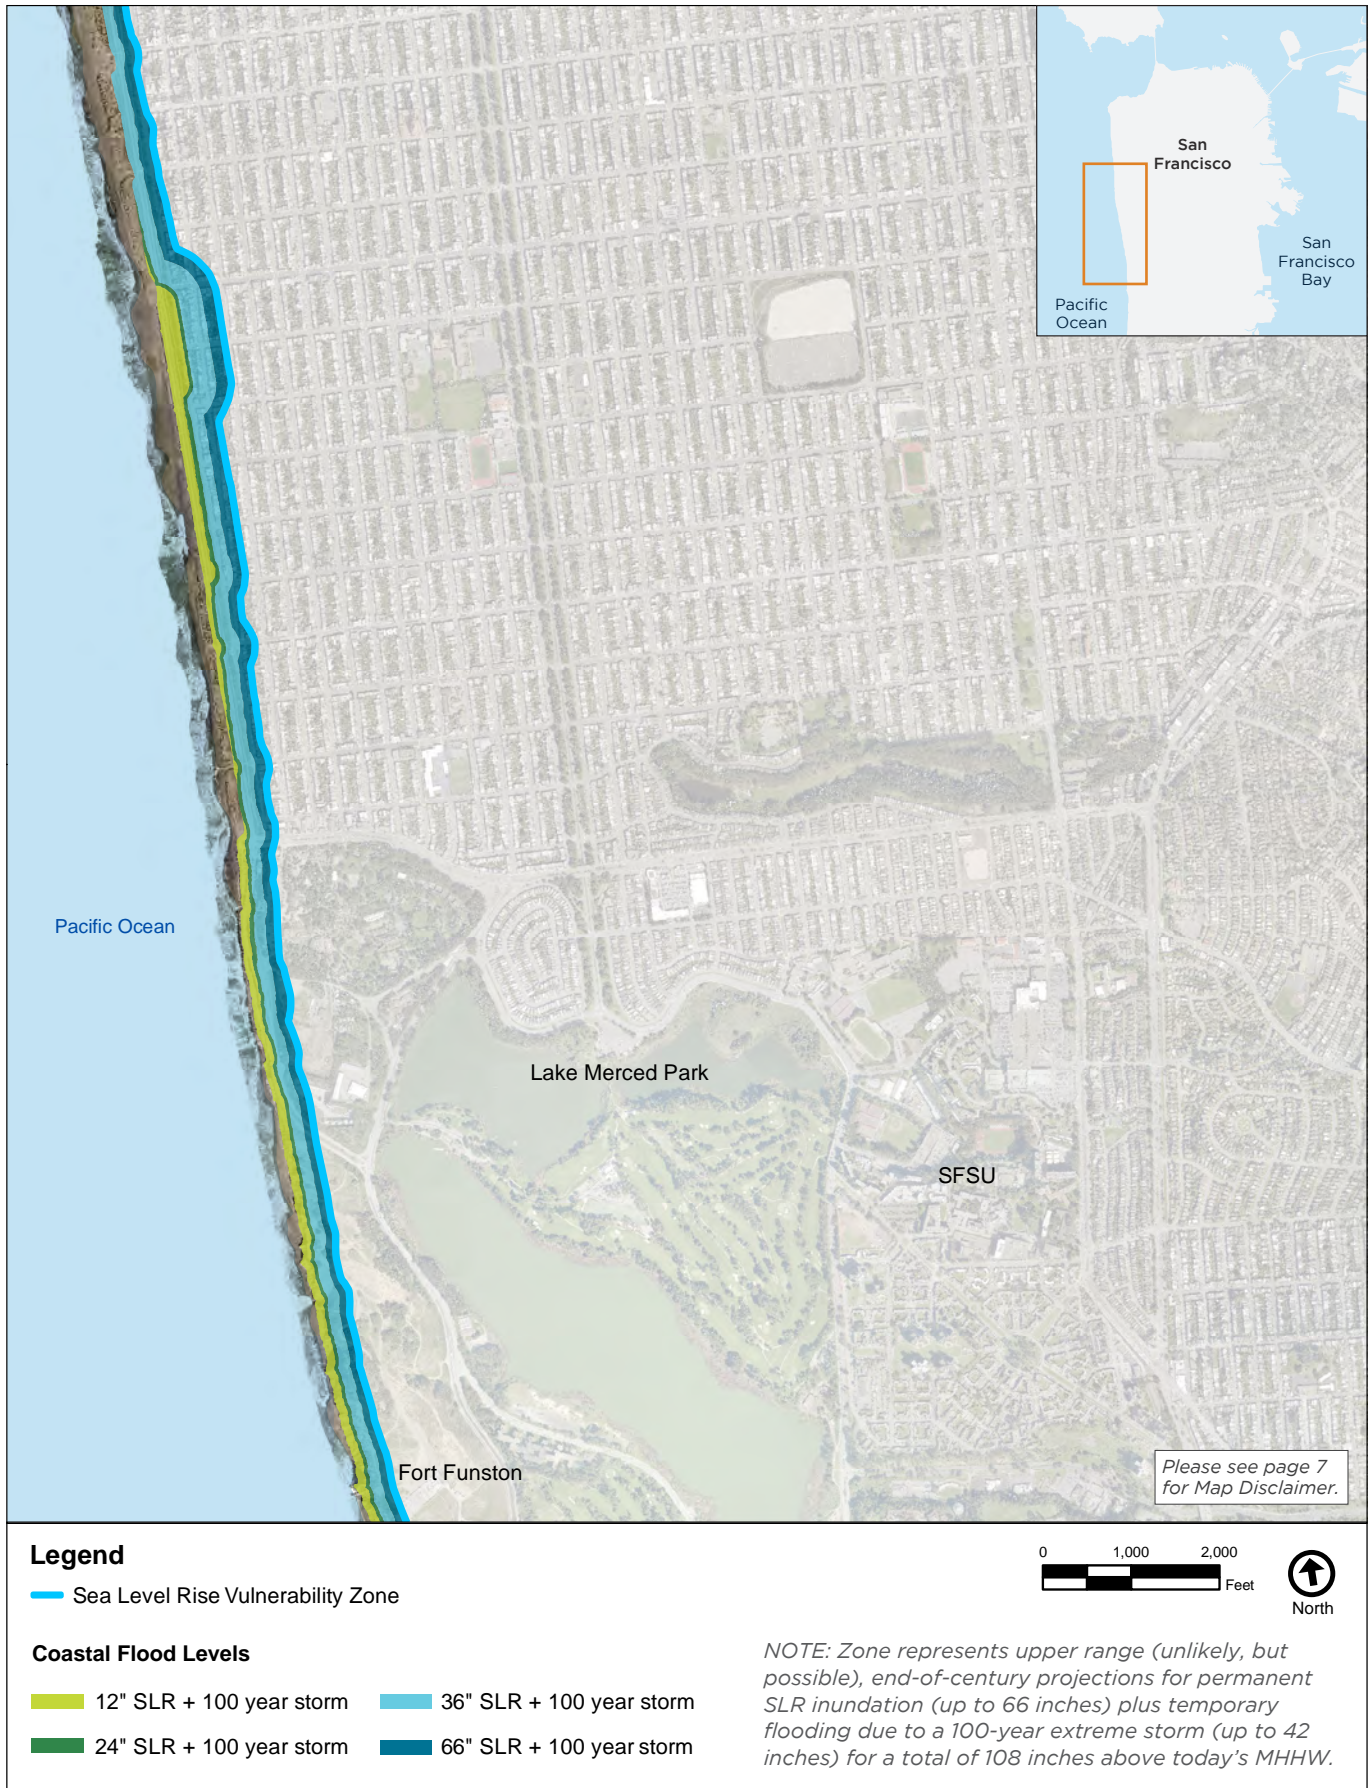 San
Francisco
San
Francisco
Bay
Pacific
Ocean
Pacific Ocean
Lake Merced Park
SFSU
Fort Funston
Please see page 7
for Map Disclaimer.
Legend
Sea Level Rise Vulnerability Zone
Coastal Flood Levels
12" SLR + 100 year storm
36" SLR + 100 year storm
24" SLR + 100 year storm
66" SLR + 100 year storm
0 1,000 2,000
Feet
North
NOTE: Zone represents upper range (unlikely, but
possible), end-of-century projections for permanent
SLR inundation (up to 66 inches) plus temporary
flooding due to a 100-year extreme storm (up to 42
inches) for a total of 108 inches above today's MHHW.